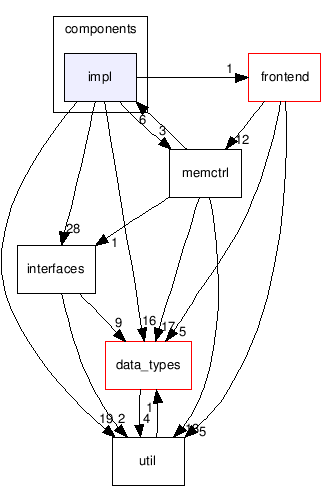 components
impl
1
frontend
6
3
12
memctrl
28
1
interfaces
9
16
17
5
data_types
1
19
2
4
5
util